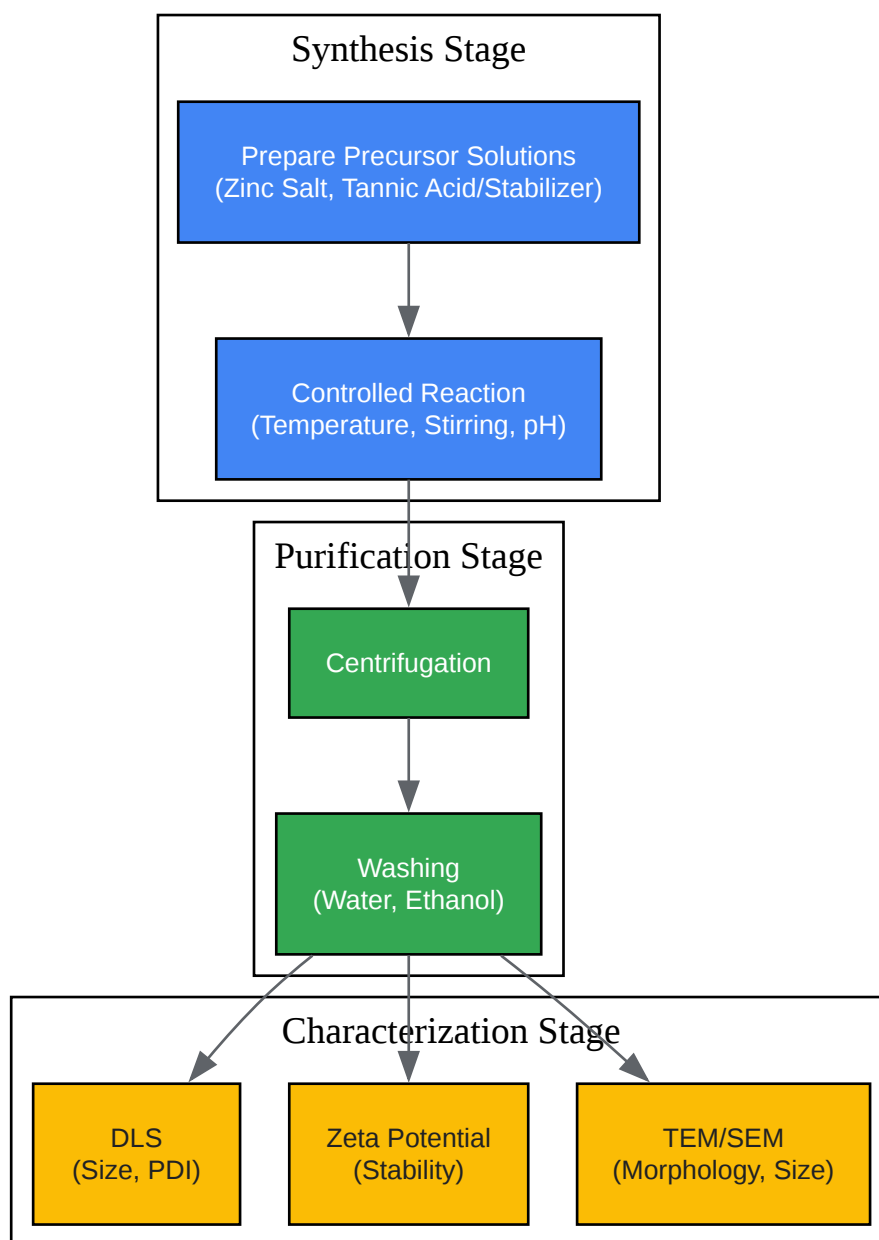 Synthesis Stage
Prepare Precursor Solutions
(Zinc Salt, Tannic Acid/Stabilizer)
Controlled Reaction
(Temperature, Stirring, pH)
Purification Stage
Centrifugation
Washing
(Water, Ethanol)
Characterization Stage
DLS
(Size, PDI)
Zeta Potential
(Stability)
TEM/SEM
(Morphology, Size)